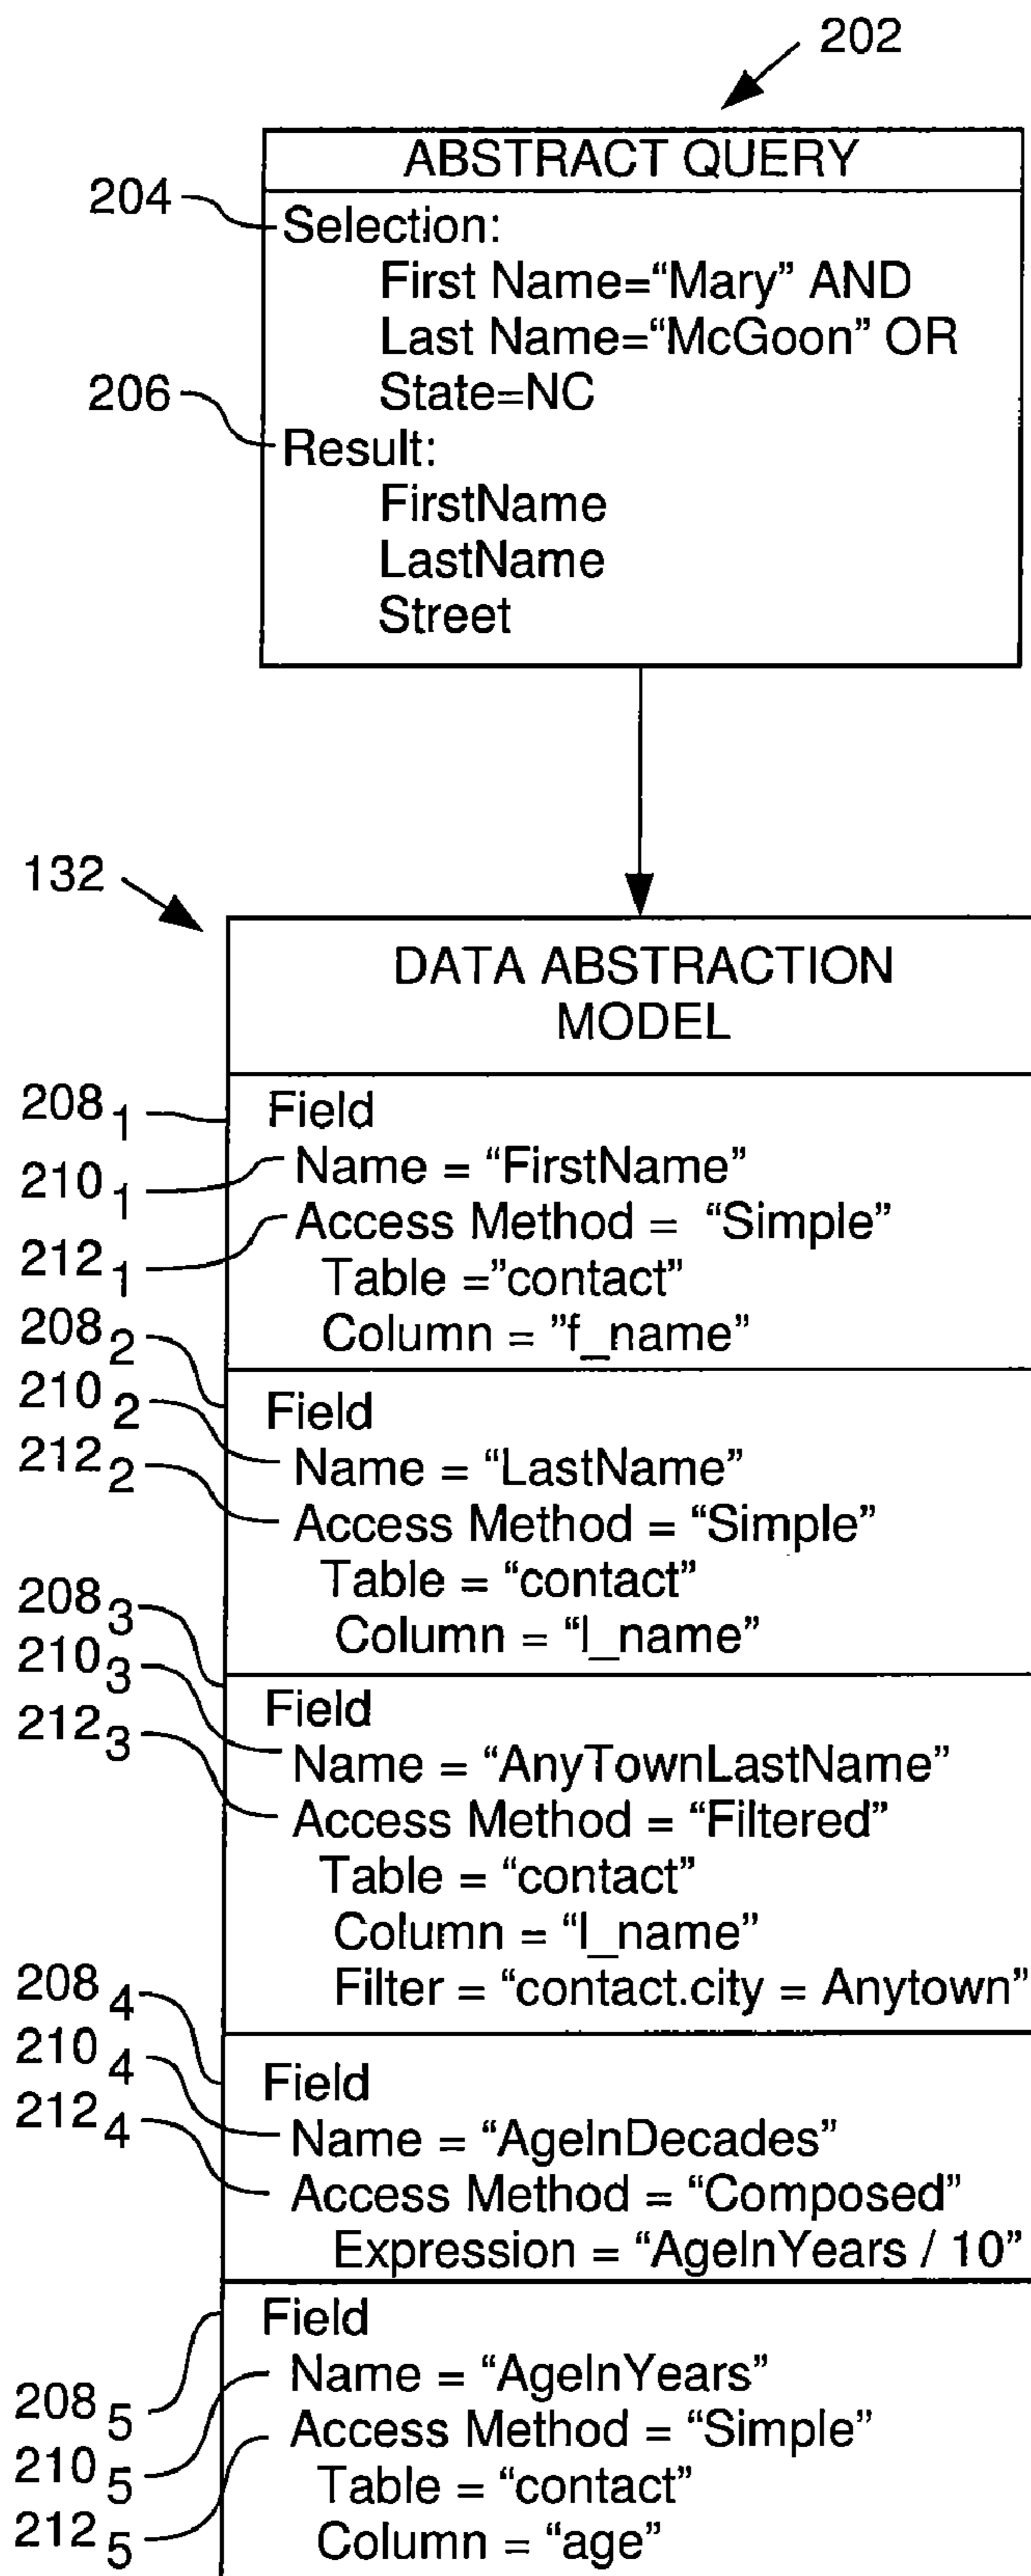 202
ABSTRACT QUERY
204
Selection:
First Name=“Mary” AND
Last Name=“McGoon” OR
206
State=NC
Result:
FirstName
LastName
Street
132
DATA ABSTRACTION
MODEL
208 1
Field
210 1
Name = “FirstName”
212 1
Access Method = “Simple”
Table =”contact”
Column = ”f_name”
208 2
210 2
Field
212 2
Name = “LastName”
Access Method = “Simple”
Table = “contact”
208 3
Column = “l_name”
210 3
Field
212 3
Name = “AnyTownLastName”
Access Method = “Filtered”
Table = “contact”
Column = “l_name”
208 4
Filter = “contact.city = Anytown”
210 4
Field
212 4
Name = “AgeInDecades”
Access Method = “Composed”
Expression = “AgeInYears / 10”
Field
208 5
Name = “AgeInYears”
210 5
Access Method = “Simple”
Table = “contact”
212 5
Column = “age”